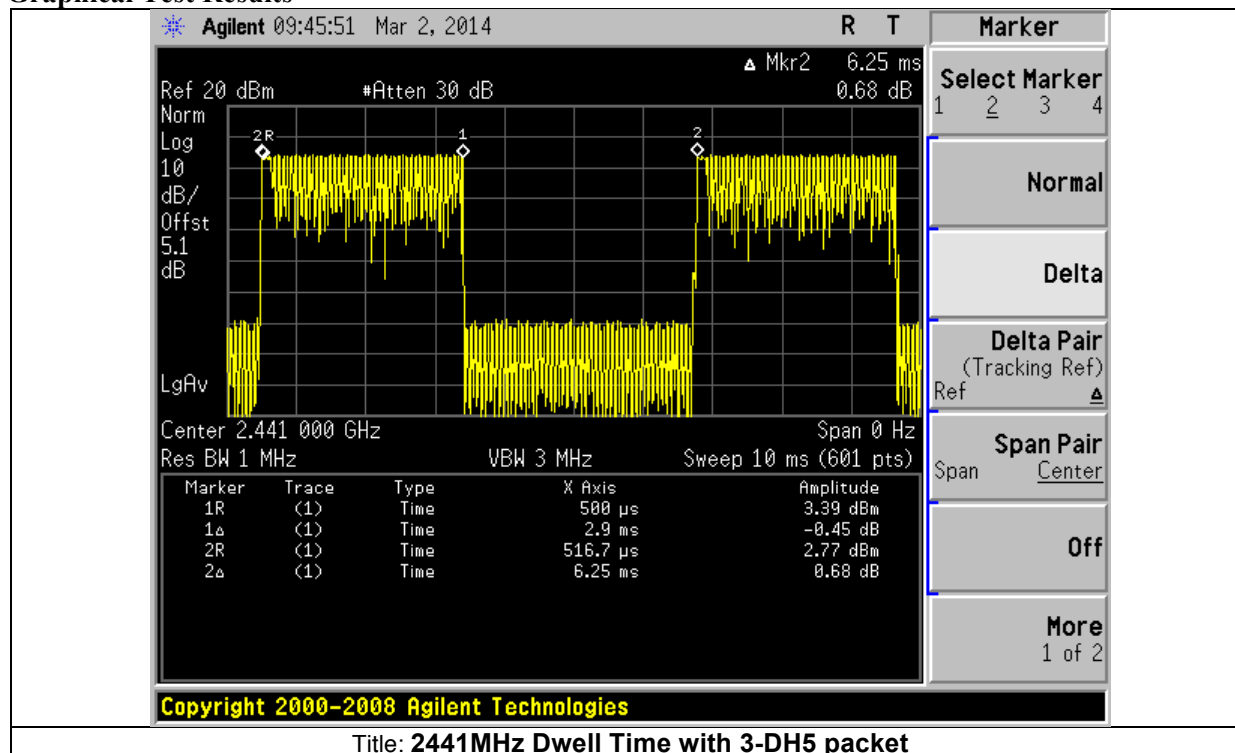 Graphical Test Results
Agilent 09:45:51 Mar 2, 2014 R T
Δ Mkr2 6.25 ms
Ref 20 dBm #Atten 30 dB 0.68 dB
Norm
Log
10
dB/
Offst
5.1
dB
LgAv
2R 1 2
Center 2.441 000 GHz Span 0 Hz
Res BW 1 MHz VBW 3 MHz Sweep 10 ms (601 pts)
Marker Trace Type X Axis Amplitude
1R (1) Time 500 µs 3.39 dBm
1Δ (1) Time 2.9 ms -0.45 dB
2R (1) Time 516.7 µs 2.77 dBm
2Δ (1) Time 6.25 ms 0.68 dB
Marker
Select Marker
1 2 3 4
Normal
Delta
Delta Pair
(Tracking Ref)
Ref Δ
Span Pair
Span Center
Off
More
1 of 2
Copyright 2000-2008 Agilent Technologies
Title: 2441MHz Dwell Time with 3-DH5 packet